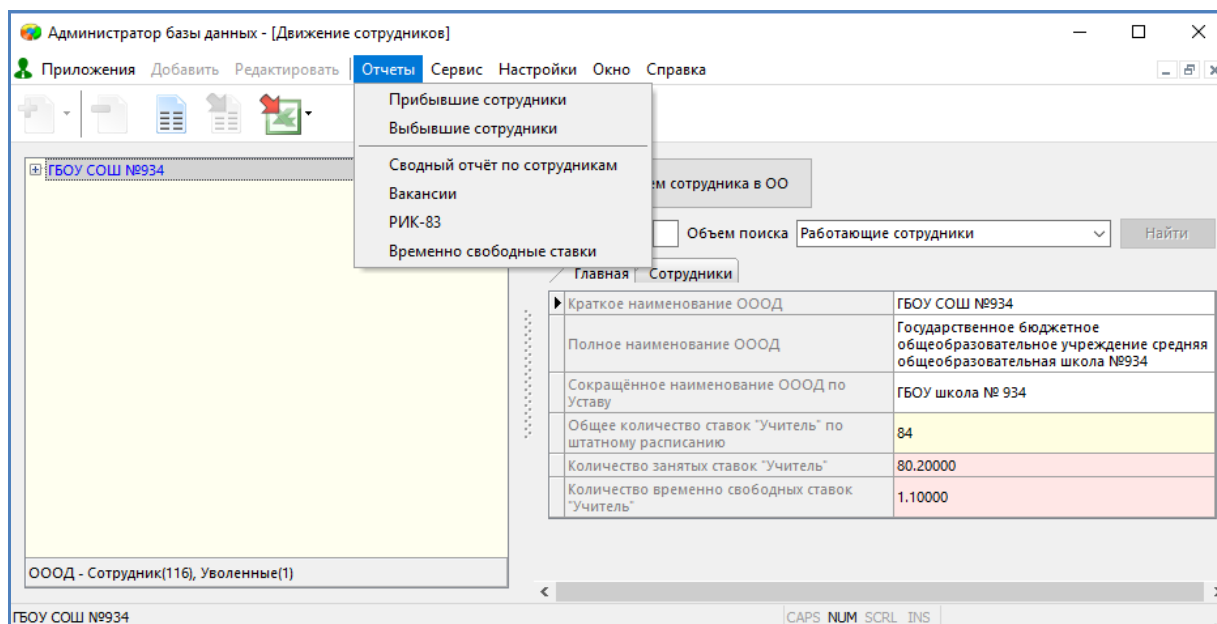 Администратор базы данных - [Движение сотрудников]
Приложения Добавить Редактировать Отчеты Сервис Настройки Окно Справка
Прибывшие сотрудники
Выбывшие сотрудники
Сводный отчёт по сотрудникам
Вакансии
РИК-83
Временно свободные ставки
ГБОУ СОШ №934
сотрудника в ОО
Объем поиска Работающие сотрудники Найти
Главная Сотрудники
Краткое наименование ОООД ГБОУ СОШ №934
Полное наименование ОООД
Государственное бюджетное
общеобразовательное учреждение средняя
общеобразовательная школа №934
Сокращённое наименование ОООД по
Уставу
ГБОУ школа № 934
Общее количество ставок "Учитель" по
штатному расписанию
84
Количество занятых ставок "Учитель" 80.20000
Количество временно свободных ставок
"Учитель"
1.10000
ОООД - Сотрудник(116), Уволенные(1)
ГБОУ СОШ №934 CAPS NUM SCRL INS